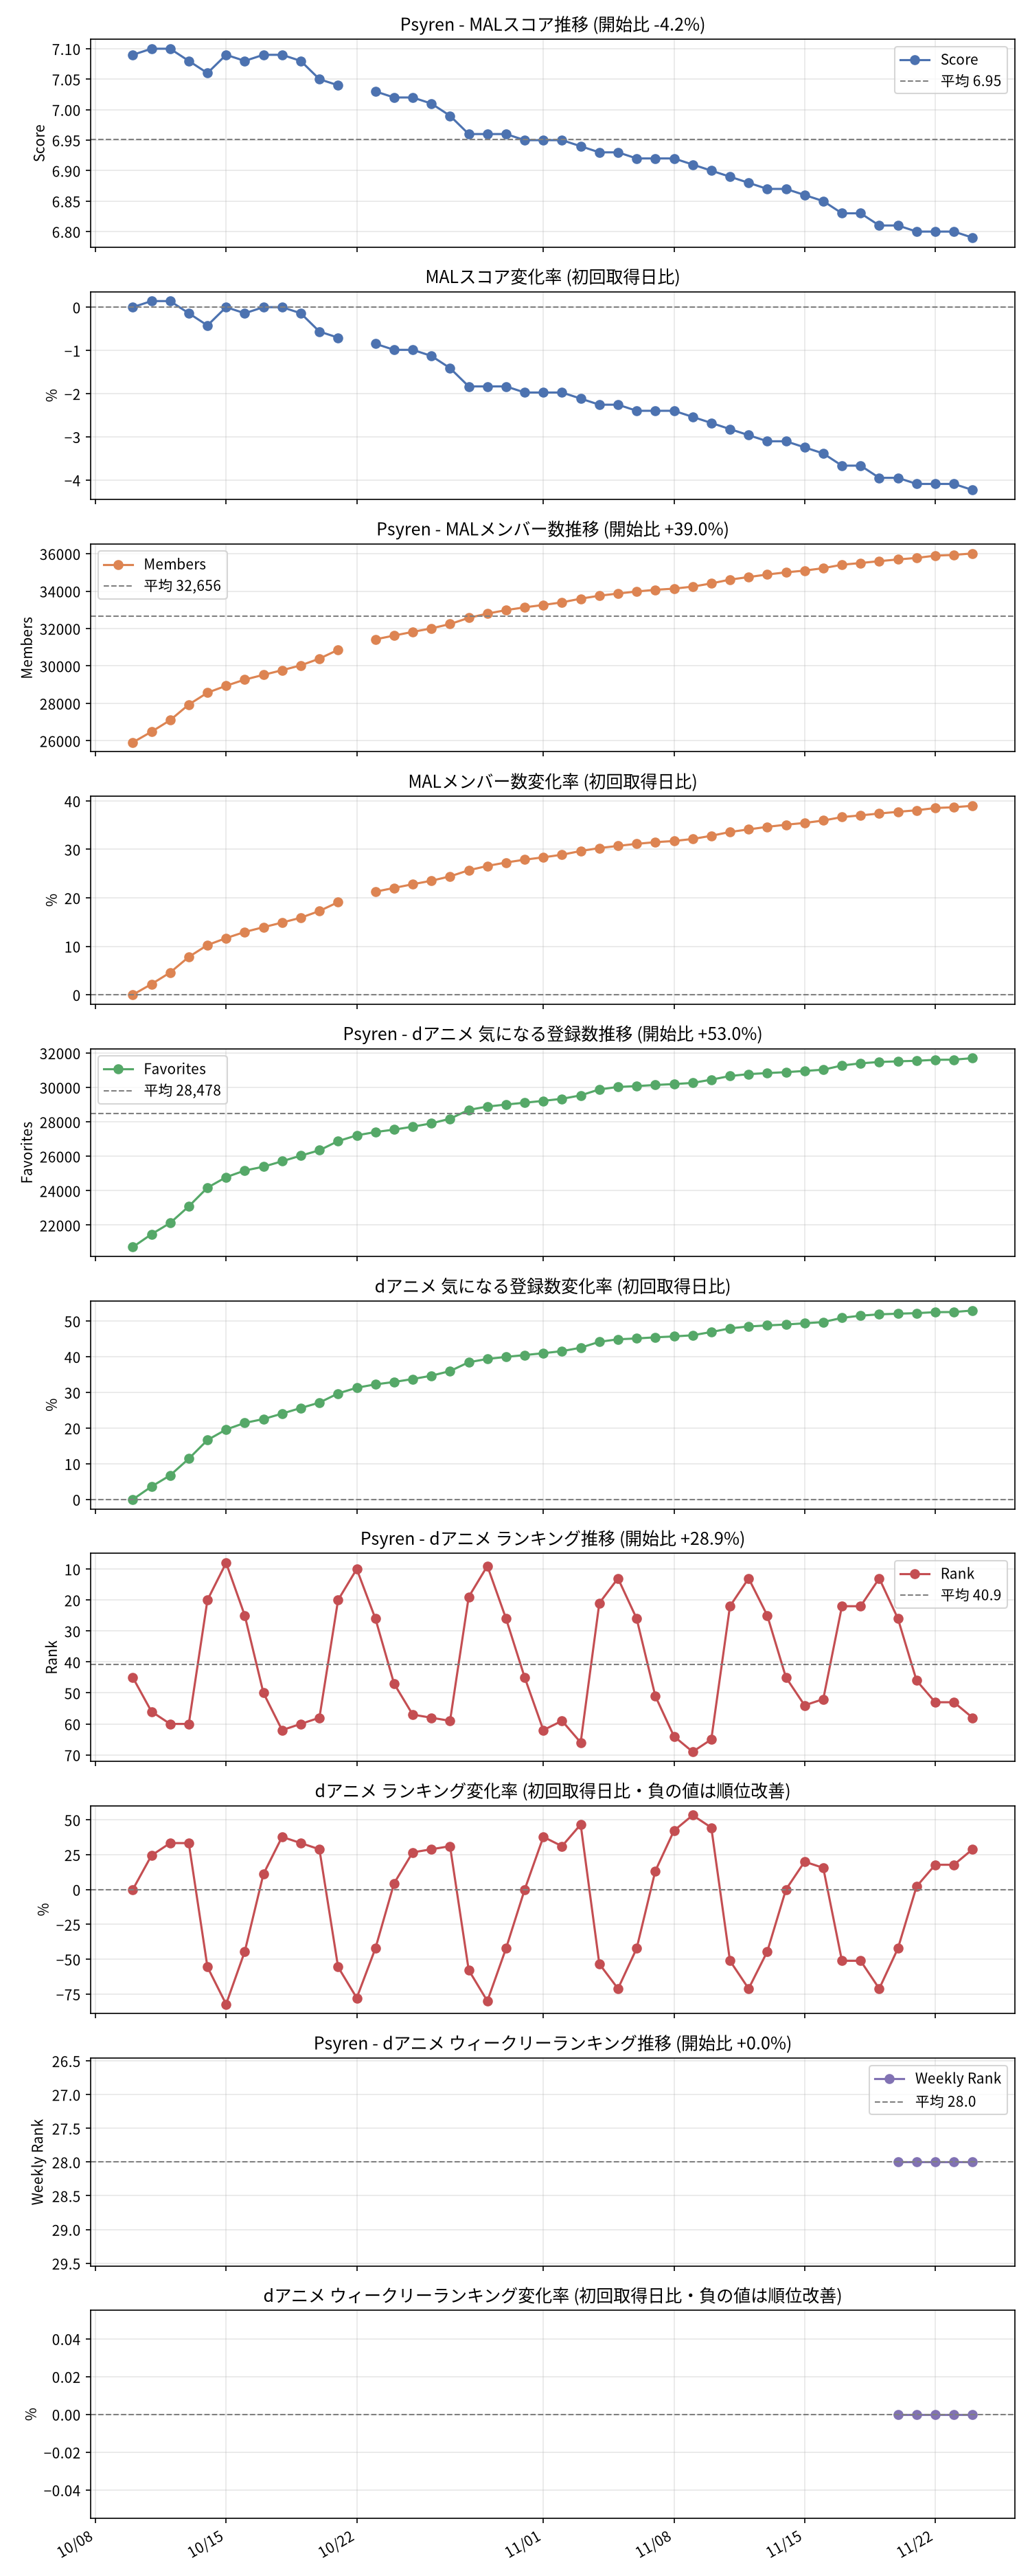 Psyren - MALスコア推移 (開始比 -4.2%)
7.10
7.05
7.00
6.95
6.90
6.85
6.80
Score
Score
平均 6.95
MALスコア変化率 (初回取得日比)
0
−1
−2
−3
−4
%
Psyren - MALメンバー数推移 (開始比 +39.0%)
36000
34000
32000
30000
28000
26000
Members
Members
平均 32,656
MALメンバー数変化率 (初回取得日比)
40
30
20
10
0
%
Psyren - dアニメ 気になる登録数推移 (開始比 +53.0%)
32000
30000
28000
26000
24000
22000
Favorites
Favorites
平均 28,478
dアニメ 気になる登録数変化率 (初回取得日比)
50
40
30
20
10
0
%
Psyren - dアニメ ランキング推移 (開始比 +28.9%)
10
20
30
40
50
60
70
Rank
Rank
平均 40.9
dアニメ ランキング変化率 (初回取得日比・負の値は順位改善)
50
25
0
−25
−50
−75
%
Psyren - dアニメ ウィークリーランキング推移 (開始比 +0.0%)
26.5
27.0
27.5
28.0
28.5
29.0
29.5
Weekly Rank
Weekly Rank
平均 28.0
dアニメ ウィークリーランキング変化率 (初回取得日比・負の値は順位改善)
0.04
0.02
0.00
−0.02
−0.04
%
10/08
10/15
10/22
11/01
11/08
11/15
11/22